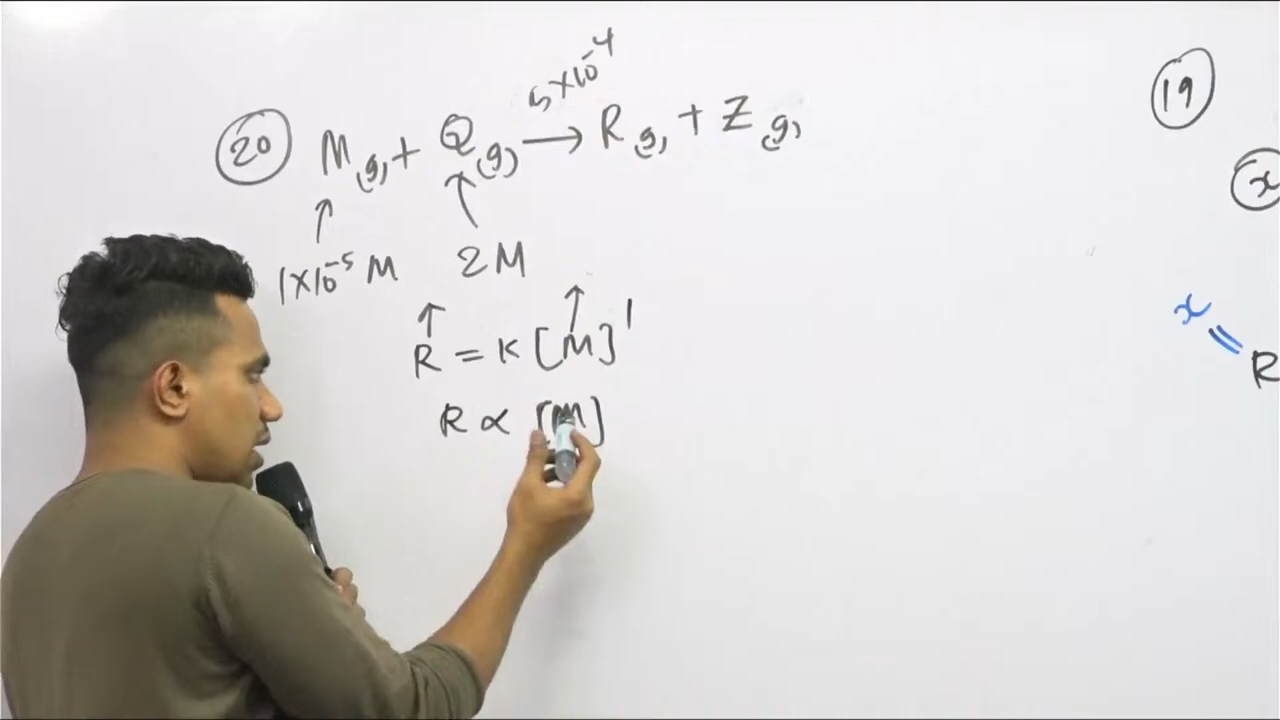 5×10⁻⁴
(20) M(g) + Q(g) → R(g) + Z(g)
↑ ↑
1×10⁻⁵ M 2M
↑ ↑
R = K [M]¹
R ∝ [M]
(19)
(x)
x
R